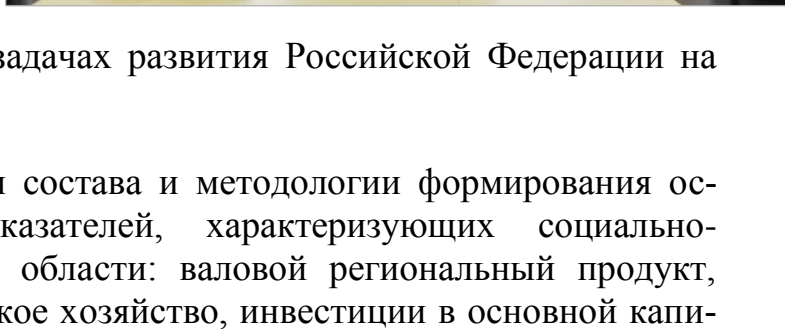 задачах развития Российской Федерации на
состава и методологии формирования ос-
казателей, характеризующих социально-
области: валовой региональный продукт,
кое хозяйство, инвестиции в основной капи-